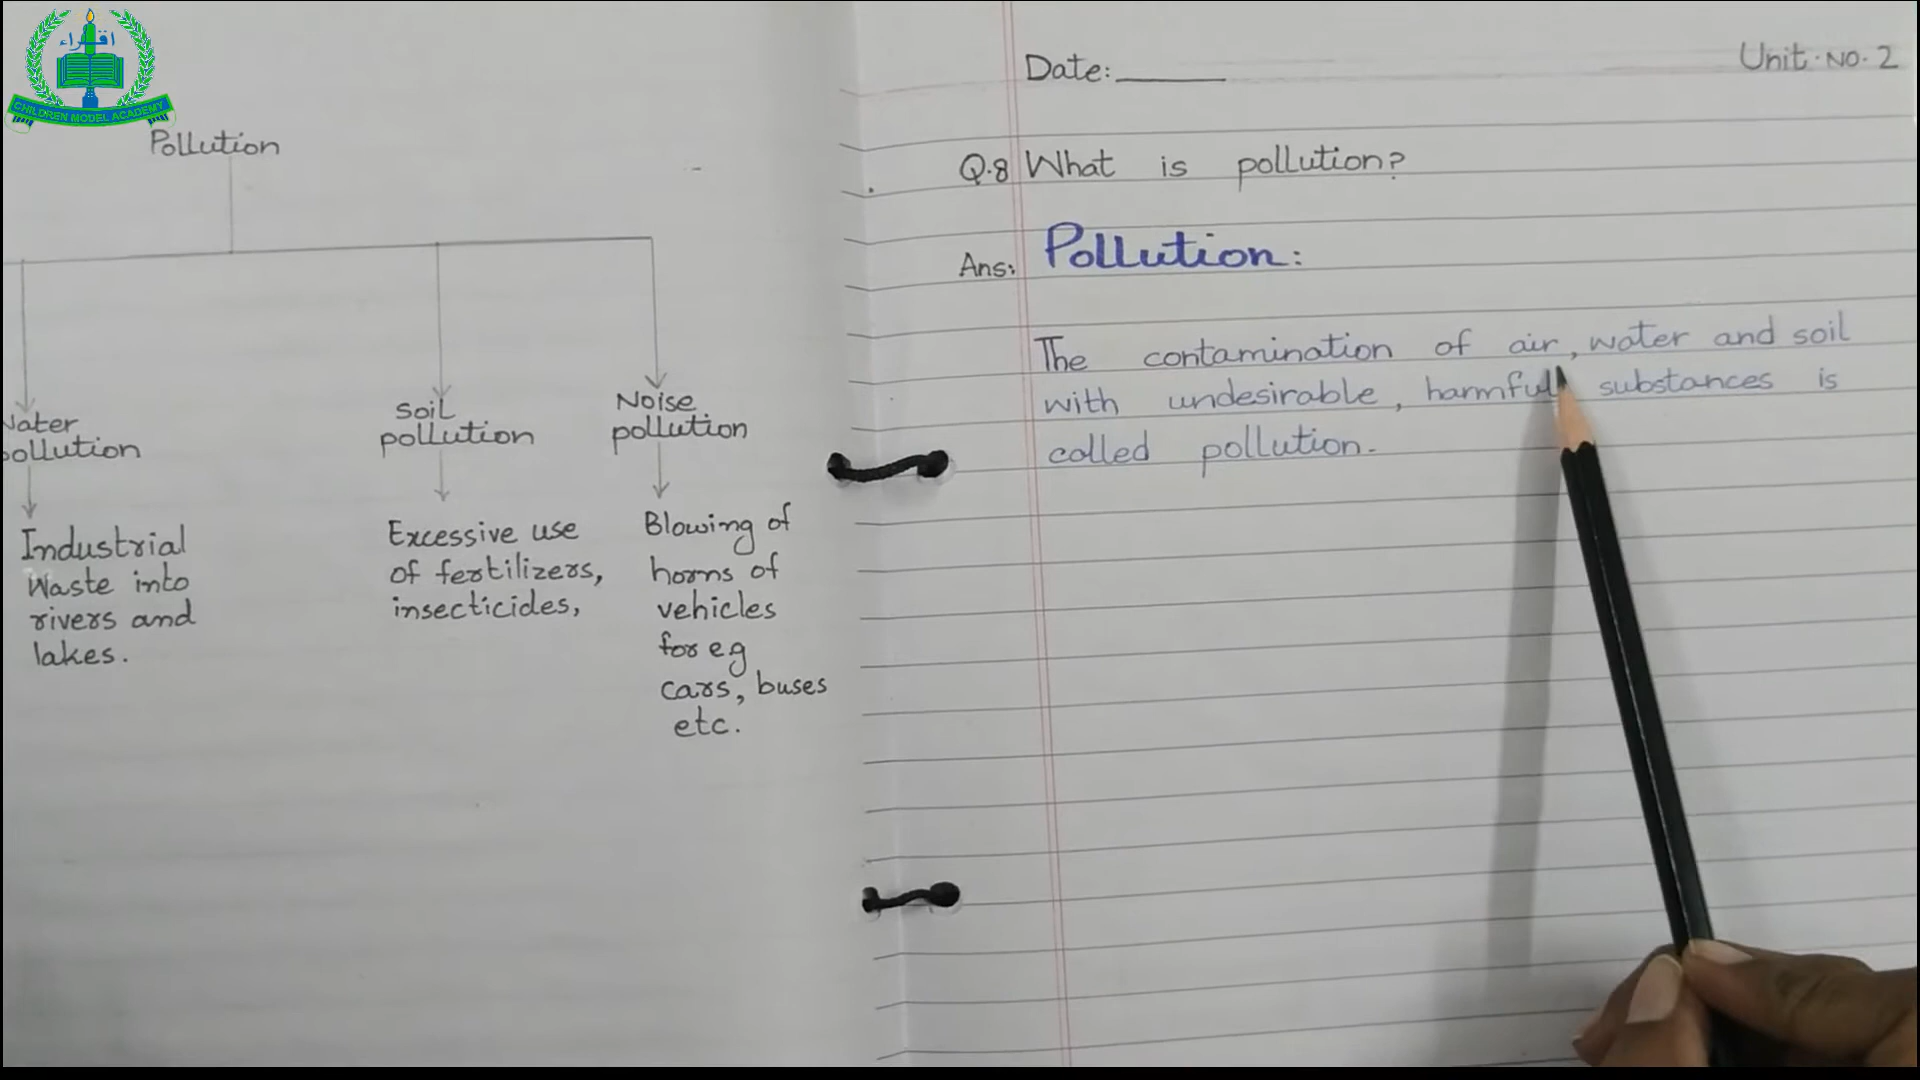 اقراء
CHILDREN MODEL ACADEMY
Pollution
Water
pollution
Industrial
Waste into
rivers and
lakes.
Soil
pollution
Excessive use
of fertilizers,
insecticides,
Noise
pollution
Blowing of
horns of
vehicles
for eg
cars, buses
etc.
Date:______
Unit.No.2
Q.8 What is pollution?
Ans: Pollution:
The contamination of air, water and soil
with undesirable, harmfull substances is
called pollution.